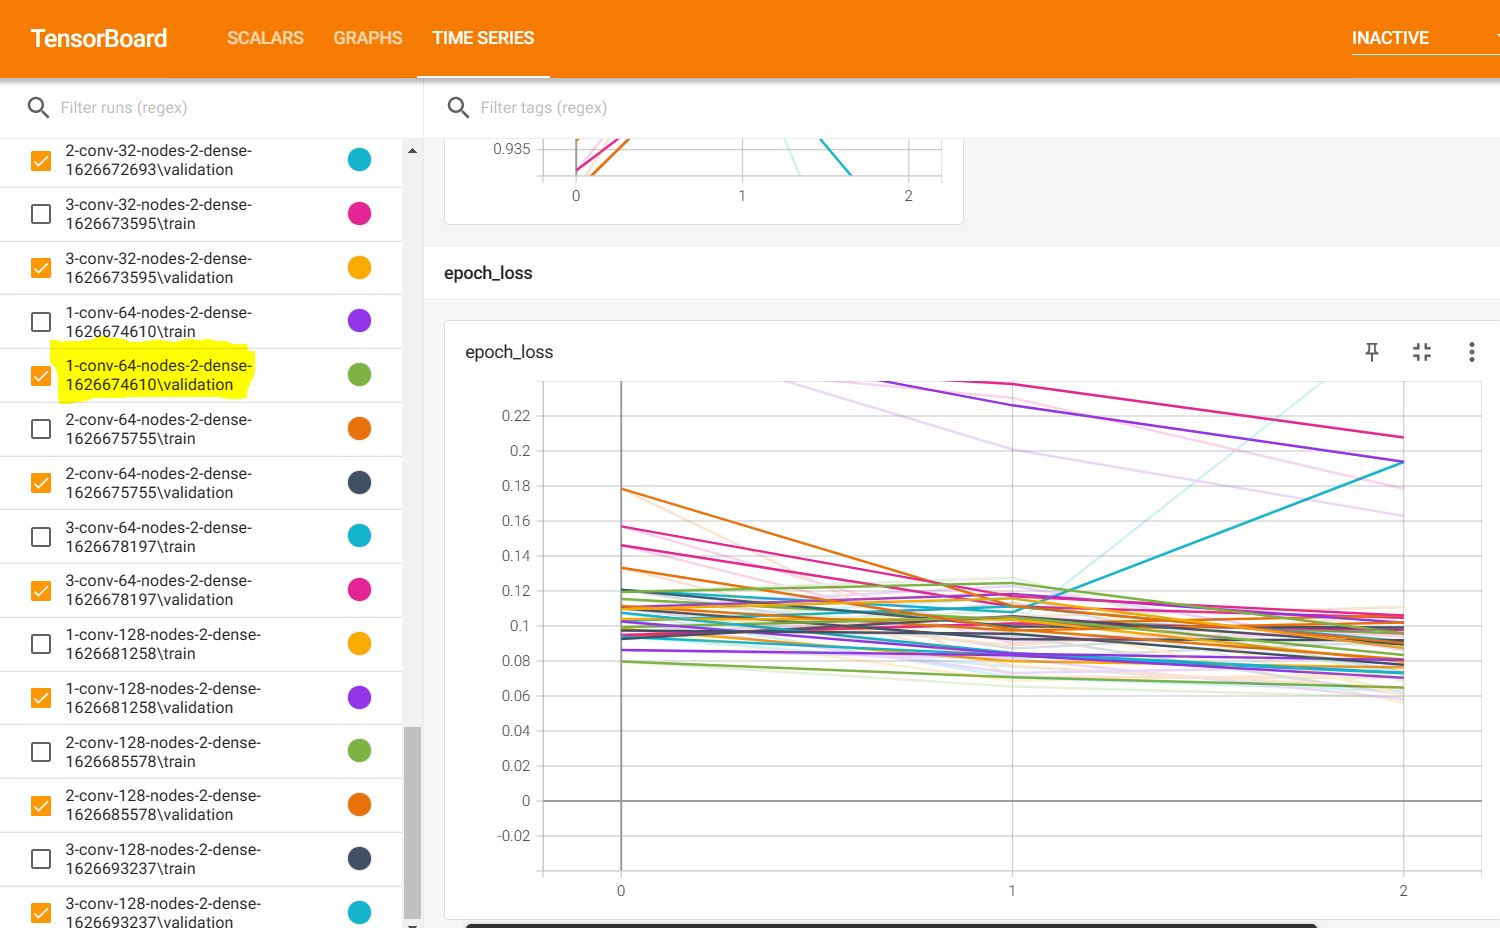 TensorBoard SCALARS GRAPHS TIME SERIES INACTIVE
Filter runs (regex)
Filter tags (regex)
2-conv-32-nodes-2-dense-
1626672693\validation
3-conv-32-nodes-2-dense-
1626673595\train
3-conv-32-nodes-2-dense-
1626673595\validation
1-conv-64-nodes-2-dense-
1626674610\train
1-conv-64-nodes-2-dense-
1626674610\validation
2-conv-64-nodes-2-dense-
1626675755\train
2-conv-64-nodes-2-dense-
1626675755\validation
3-conv-64-nodes-2-dense-
1626678197\train
3-conv-64-nodes-2-dense-
1626678197\validation
1-conv-128-nodes-2-dense-
1626681258\train
1-conv-128-nodes-2-dense-
1626681258\validation
2-conv-128-nodes-2-dense-
1626685578\train
2-conv-128-nodes-2-dense-
1626685578\validation
3-conv-128-nodes-2-dense-
1626693237\train
3-conv-128-nodes-2-dense-
1626693237\validation
0.935
0 1 2
epoch_loss
epoch_loss
0.22
0.2
0.18
0.16
0.14
0.12
0.1
0.08
0.06
0.04
0.02
0
-0.02
0 1 2